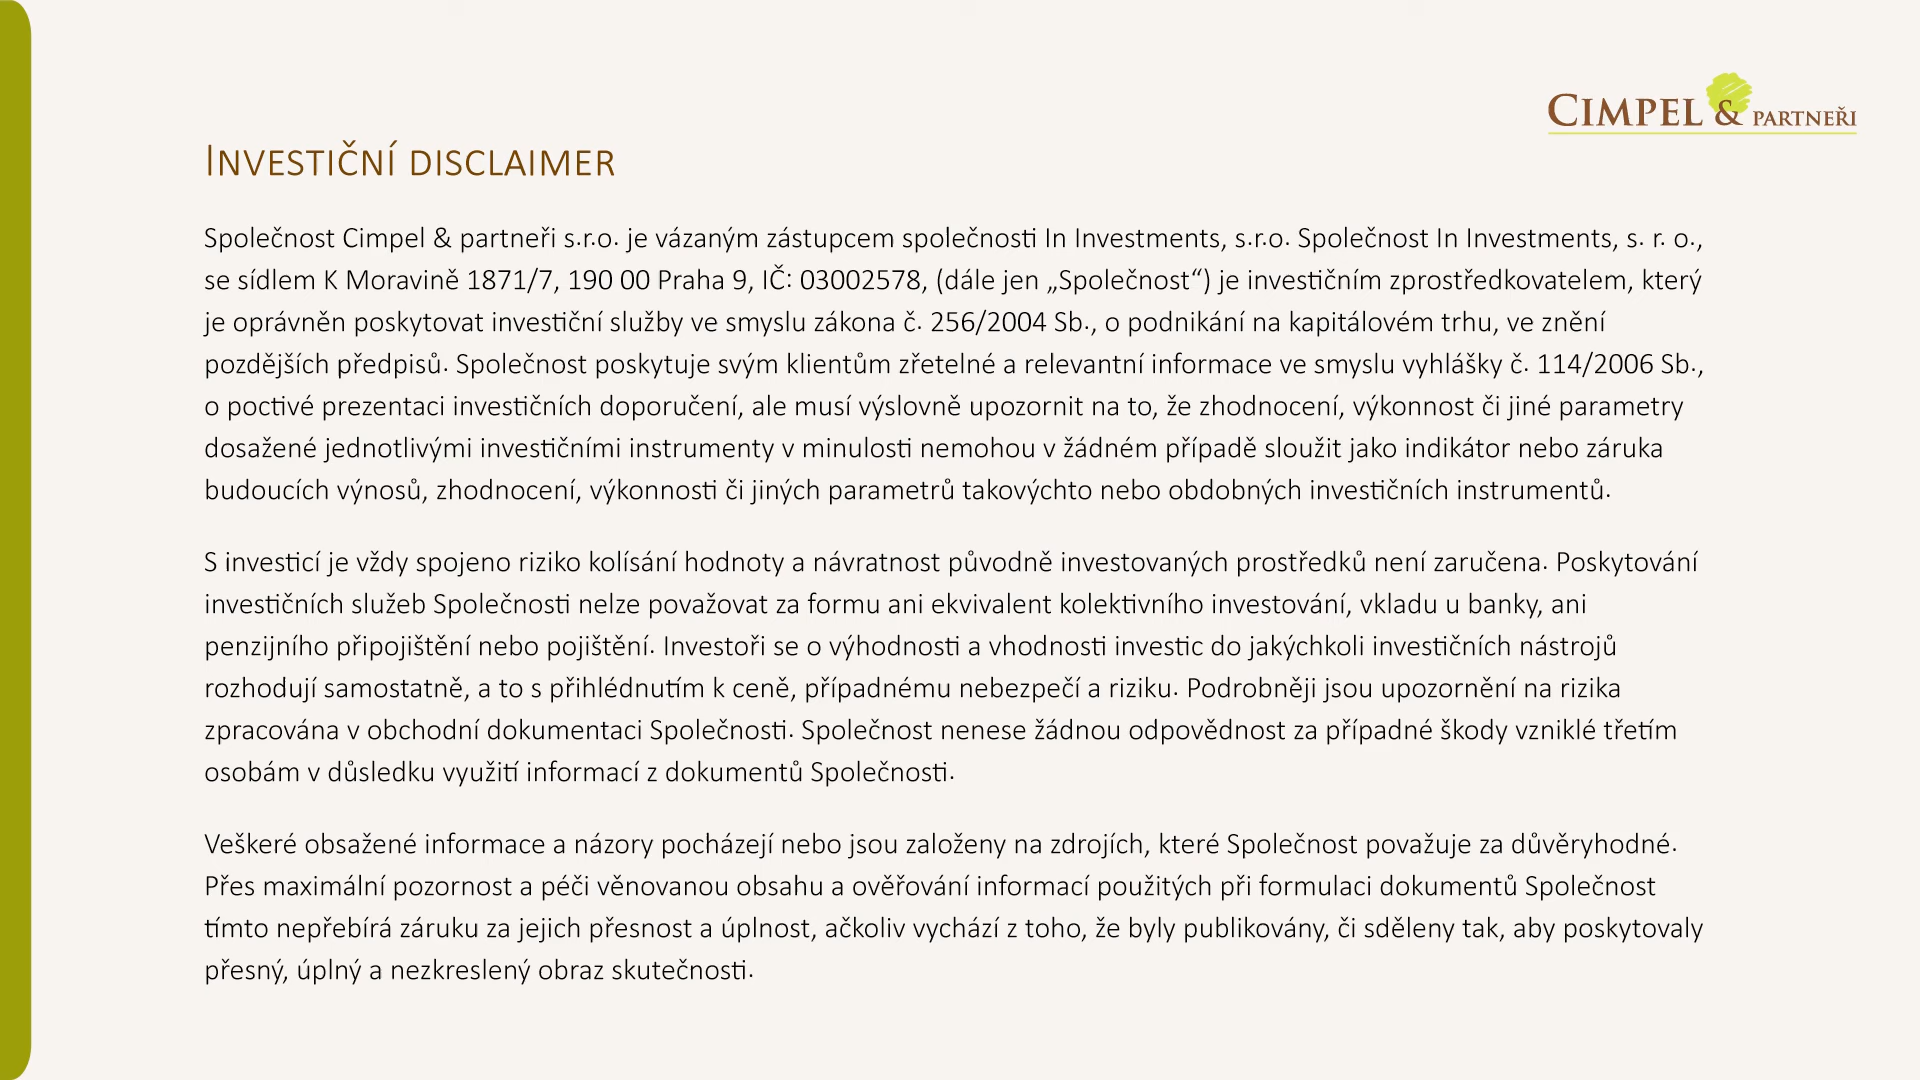 CIMPEL & PARTNEŘI
INVESTIČNÍ DISCLAIMER
Společnost Cimpel & partneři s.r.o. je vázaným zástupcem společnosti In Investments, s.r.o. Společnost In Investments, s. r. o.,
se sídlem K Moravině 1871/7, 190 00 Praha 9, IČ: 03002578, (dále jen „Společnost“) je investičním zprostředkovatelem, který
je oprávněn poskytovat investiční služby ve smyslu zákona č. 256/2004 Sb., o podnikání na kapitálovém trhu, ve znění
pozdějších předpisů. Společnost poskytuje svým klientům zřetelné a relevantní informace ve smyslu vyhlášky č. 114/2006 Sb.,
o poctivé prezentaci investičních doporučení, ale musí výslovně upozornit na to, že zhodnocení, výkonnost či jiné parametry
dosažené jednotlivými investičními instrumenty v minulosti nemohou v žádném případě sloužit jako indikátor nebo záruka
budoucích výnosů, zhodnocení, výkonnosti či jiných parametrů takovýchto nebo obdobných investičních instrumentů.
S investicí je vždy spojeno riziko kolísání hodnoty a návratnost původně investovaných prostředků není zaručena. Poskytování
investičních služeb Společnosti nelze považovat za formu ani ekvivalent kolektivního investování, vkladu u banky, ani
penzijního připojištění nebo pojištění. Investoři se o výhodnosti a vhodnosti investic do jakýchkoli investičních nástrojů
rozhodují samostatně, a to s přihlédnutím k ceně, případnému nebezpečí a riziku. Podrobněji jsou upozornění na rizika
zpracována v obchodní dokumentaci Společnosti. Společnost nenese žádnou odpovědnost za případné škody vzniklé třetím
osobám v důsledku využití informací z dokumentů Společnosti.
Veškeré obsažené informace a názory pocházejí nebo jsou založeny na zdrojích, které Společnost považuje za důvěryhodné.
Přes maximální pozornost a péči věnovanou obsahu a ověřování informací použitých při formulaci dokumentů Společnost
tímto nepřebírá záruku za jejich přesnost a úplnost, ačkoliv vychází z toho, že byly publikovány, či sděleny tak, aby poskytovaly
přesný, úplný a nezkreslený obraz skutečnosti.